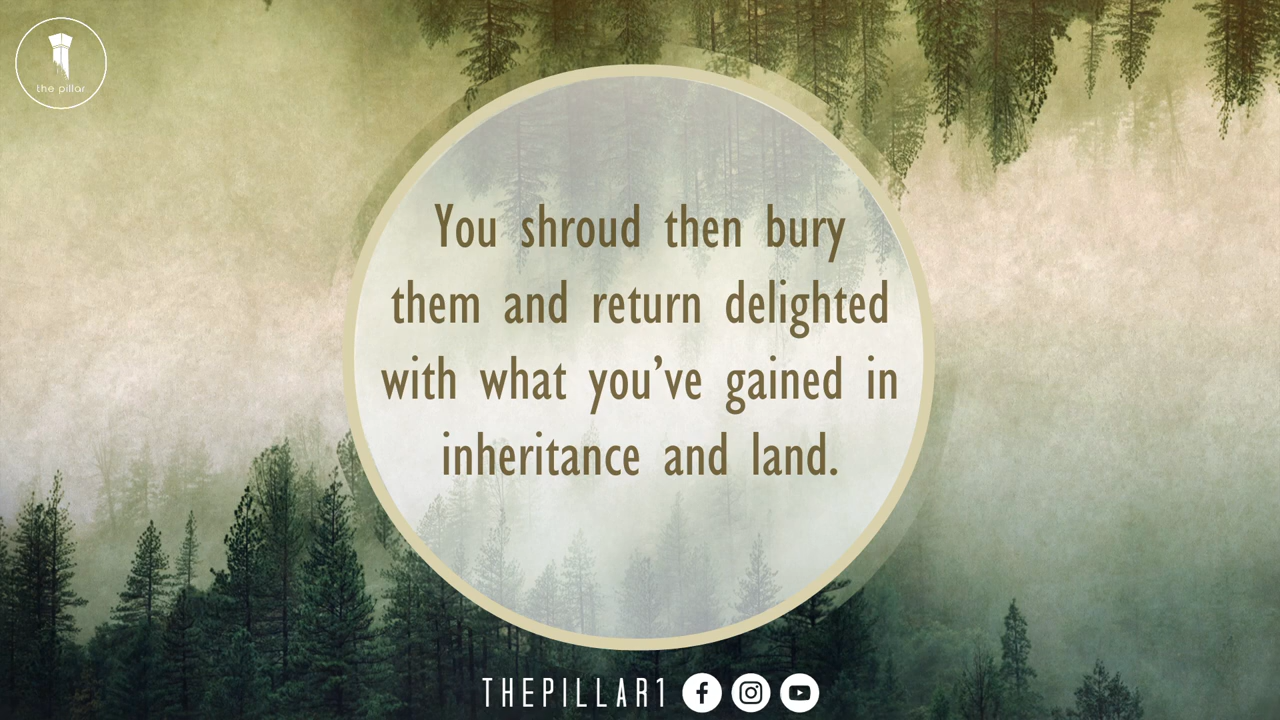 the pillar
You shroud then bury
them and return delighted
with what you’ve gained in
inheritance and land.
THEPILLAR1